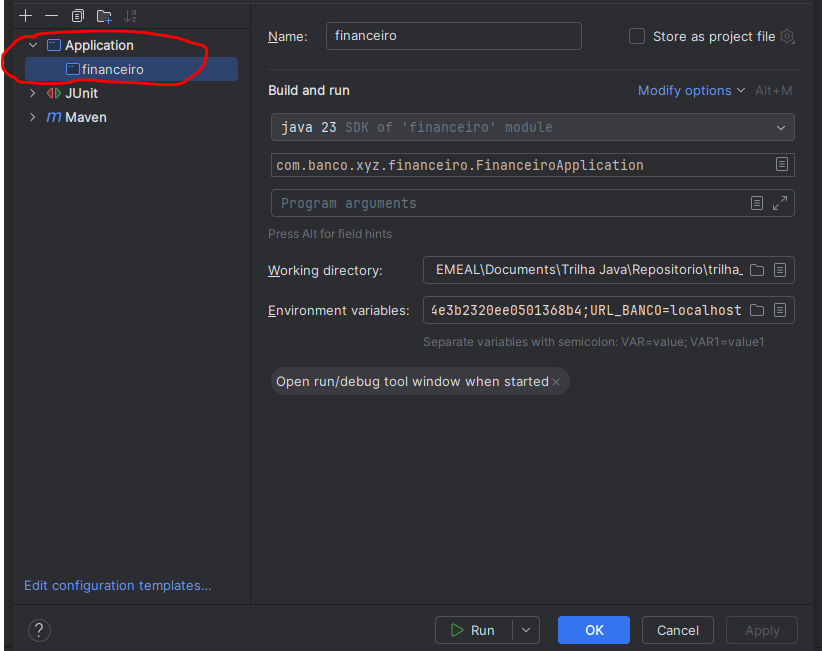 Application
financeiro
JUnit
Maven
Edit configuration templates...
?
Name:
financeiro
Store as project file
Build and run
Modify options
Alt+M
java 23 SDK of 'financeiro' module
com.banco.xyz.financeiro.FinanceiroApplication
Program arguments
Press Alt for field hints
Working directory:
EMEAL\Documents\Trilha Java\Repositorio\trilha_
Environment variables:
4e3b2320ee0501368b4;URL_BANCO=localhost
Separate variables with semicolon: VAR=value; VAR1=value1
Open run/debug tool window when started
Run
OK
Cancel
Apply